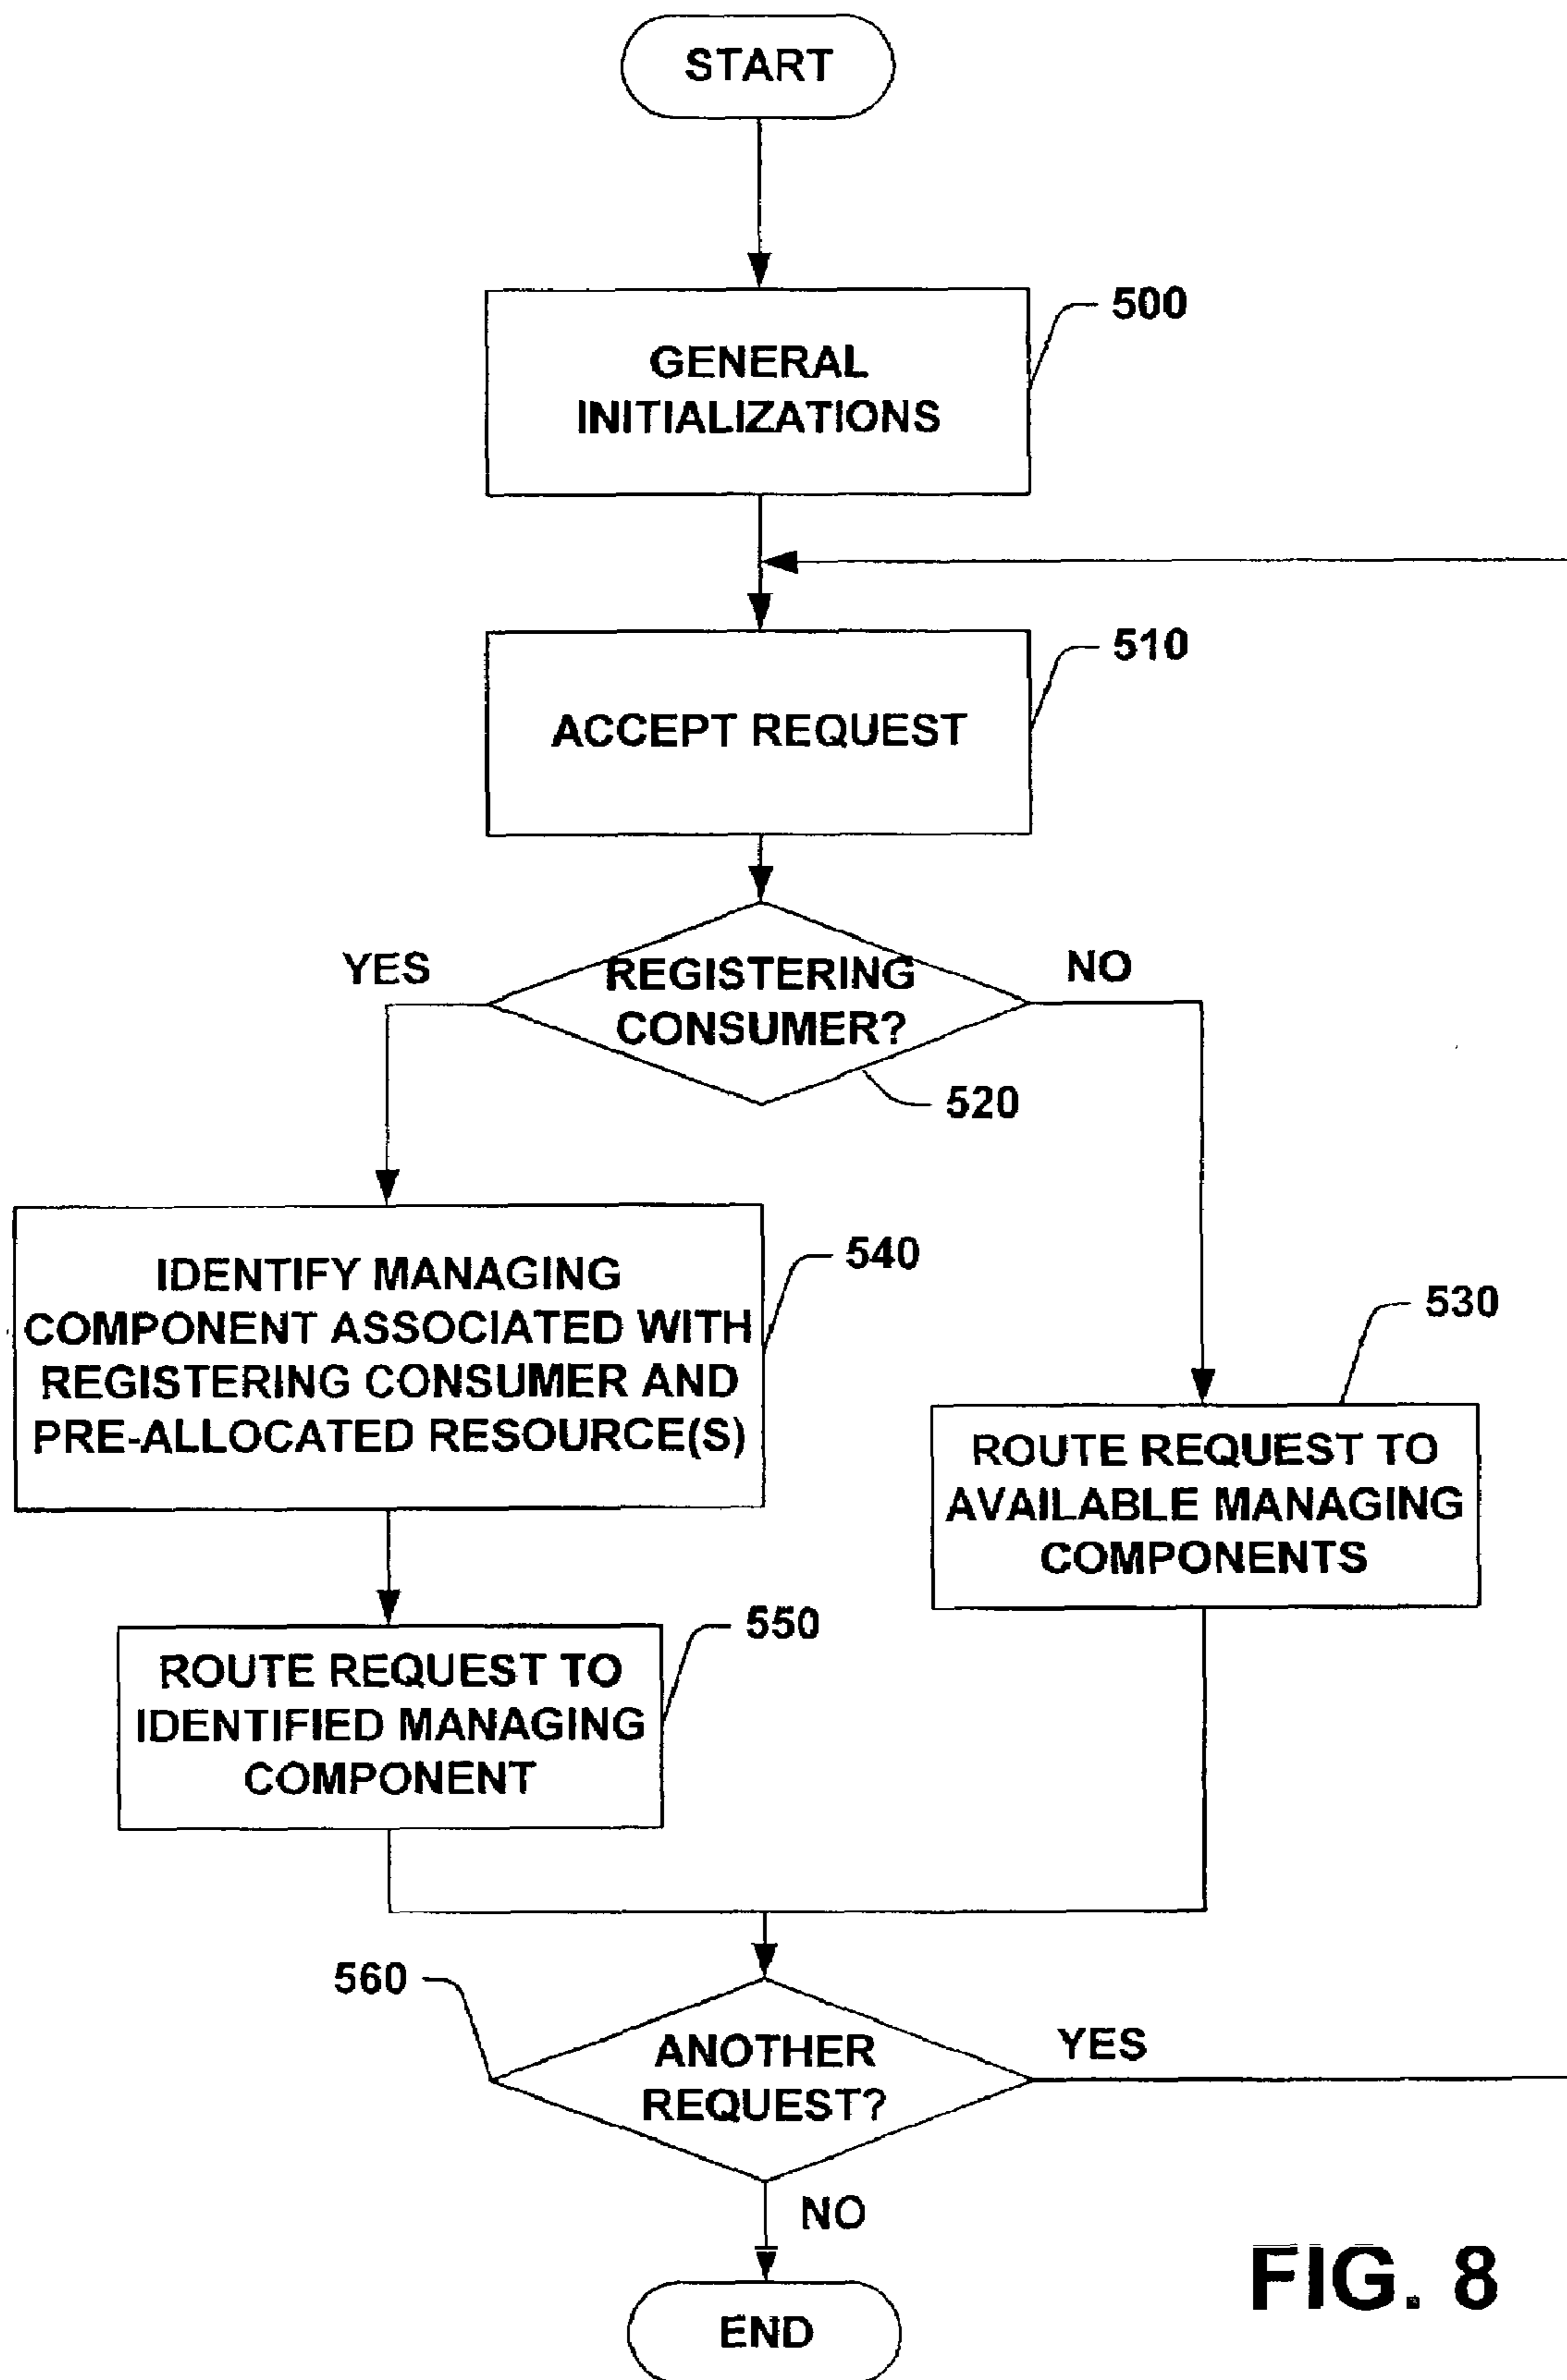 START
500
GENERAL
INITIALIZATIONS
510
ACCEPT REQUEST
YES
REGISTERING
CONSUMER?
NO
520
540
IDENTIFY MANAGING
COMPONENT ASSOCIATED WITH
REGISTERING CONSUMER AND
PRE-ALLOCATED RESOURCE(S)
530
ROUTE REQUEST TO
AVAILABLE MANAGING
COMPONENTS
550
ROUTE REQUEST TO
IDENTIFIED MANAGING
COMPONENT
560
ANOTHER
REQUEST?
YES
NO
END
FIG. 8